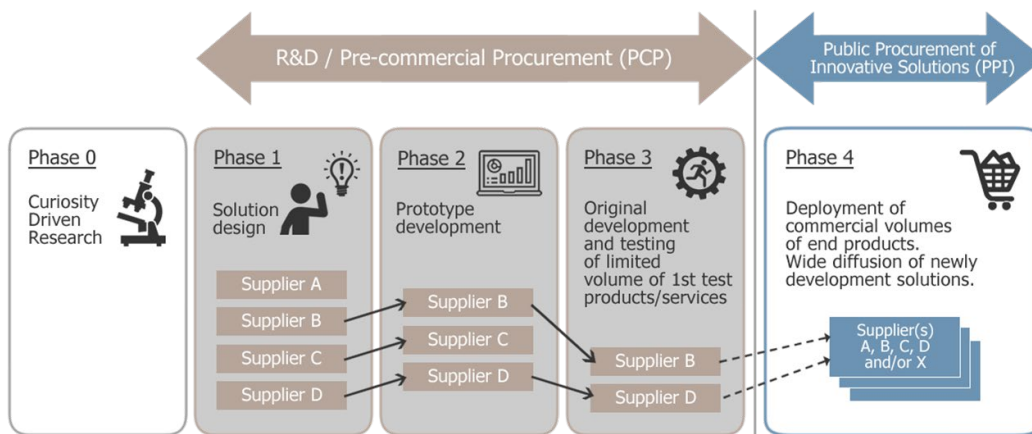 R&D / Pre-commercial Procurement (PCP)
Public Procurement of
Innovative Solutions (PPI)
Phase 0
Curiosity
Driven
Research
Phase 1
Solution
design
Supplier A
Supplier B
Supplier C
Supplier D
Phase 2
Prototype
development
Supplier B
Supplier C
Supplier D
Phase 3
Original
development
and testing
of limited
volume of 1st test
products/services
Supplier B
Supplier D
Phase 4
Deployment of
commercial volumes
of end products.
Wide diffusion of newly
development solutions.
Supplier(s)
A, B, C, D
and/or X